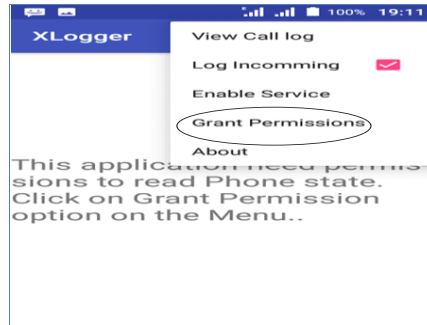 100% 19:11
XLogger
View Call log
Log Incomming
Enable Service
Grant Permissions
About
This application need permis-
sions to read Phone state.
Click on Grant Permission
option on the Menu..